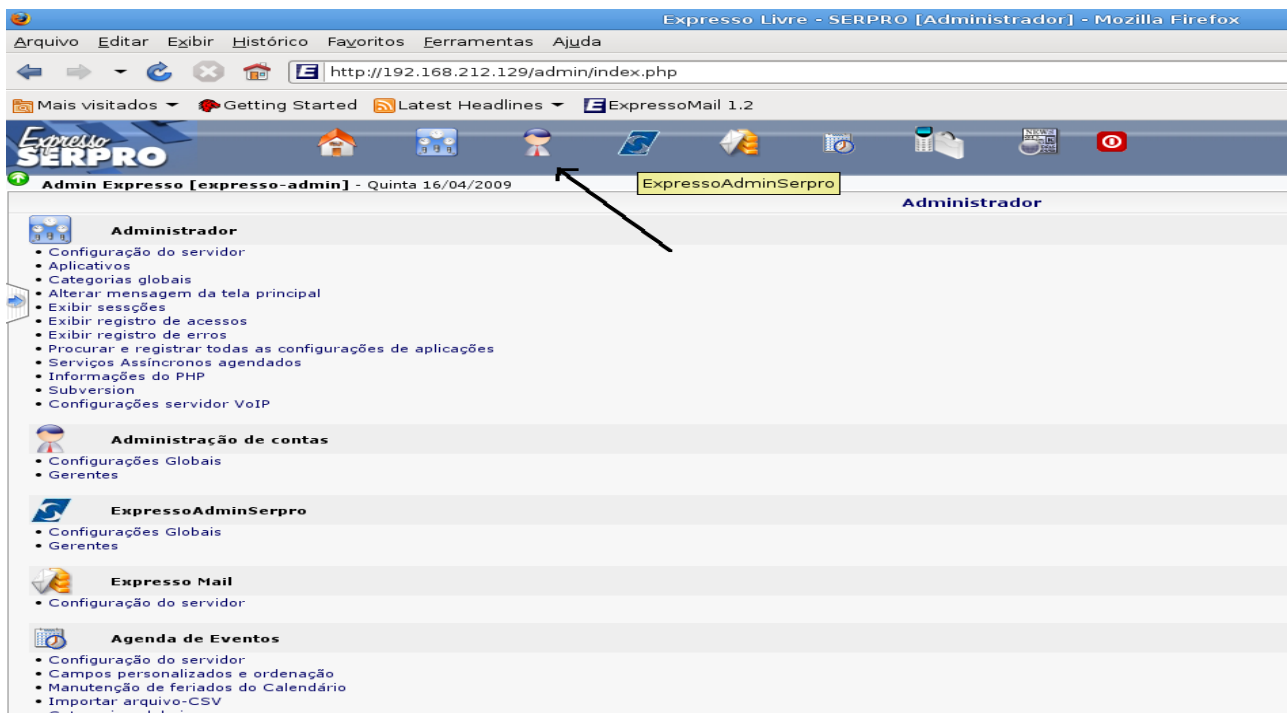 Expresso Livre - SERPRO [Administrador] - Mozilla Firefox
Arquivo Editar Exibir Histórico Favoritos Ferramentas Ajuda
http://192.168.212.129/admin/index.php
Mais visitados Getting Started Latest Headlines ExpressoMail 1.2
Expresso
SERPRO
NEWS
Admin Expresso [expresso-admin] - Quinta 16/04/2009
ExpressoAdminSerpro
Administrador
Administrador
• Configuração do servidor
• Aplicativos
• Categorias globais
• Alterar mensagem da tela principal
• Exibir sessções
• Exibir registro de acessos
• Exibir registro de erros
• Procurar e registrar todas as configurações de aplicações
• Serviços Assíncronos agendados
• Informações do PHP
• Subversion
• Configurações servidor VoIP
Administração de contas
• Configurações Globais
• Gerentes
ExpressoAdminSerpro
• Configurações Globais
• Gerentes
Expresso Mail
• Configuração do servidor
Agenda de Eventos
• Configuração do servidor
• Campos personalizados e ordenação
• Manutenção de feriados do Calendário
• Importar arquivo-CSV